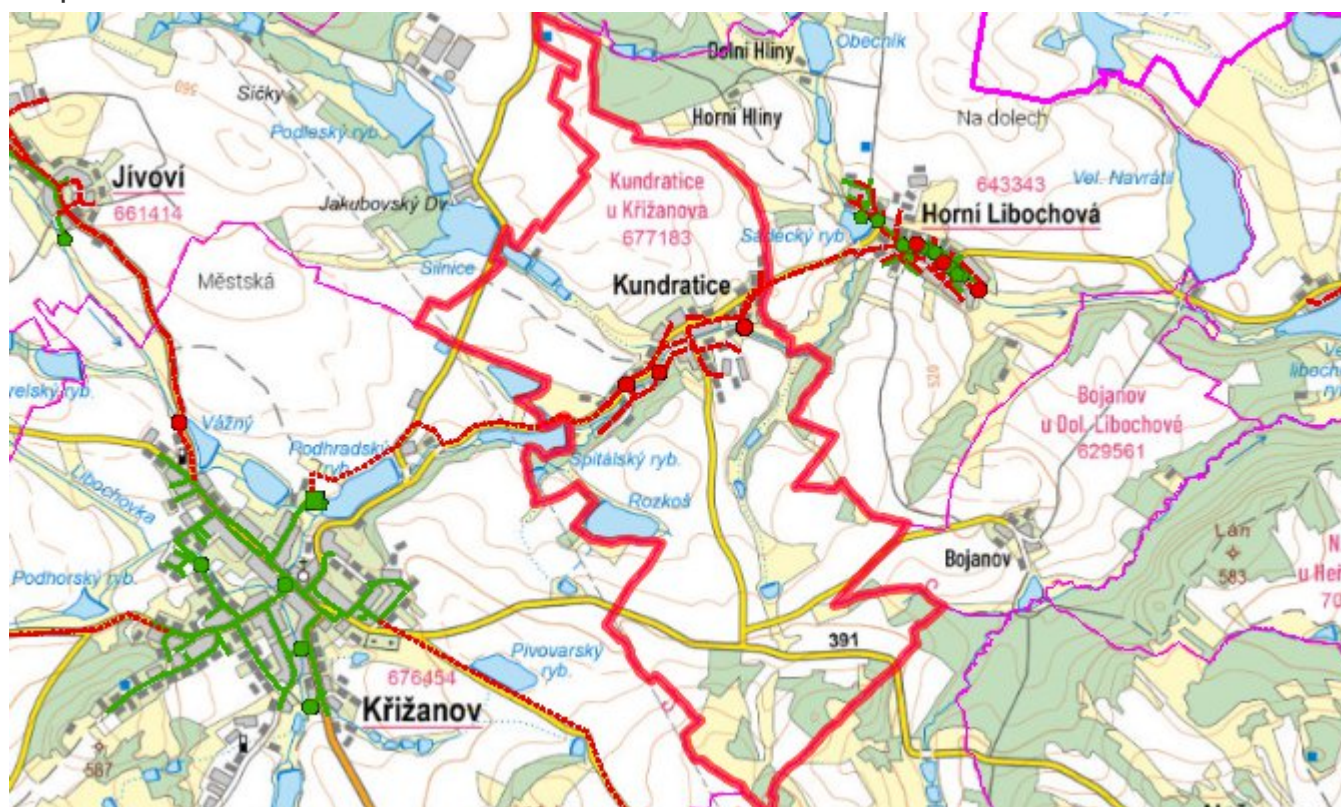 Dolní Hliny
Obecník
560
Síčky
Podleský ryb.
Horní Hliny
Na dolech
Jívoví
661414
Jakubovský Dv.
Kundratice
u Křižanova
677183
643343
Vel. Navrátil
Horní Libochová
Sádecký ryb
Silnice
Městská
Kundratice
520
Bojanov
u Dol. Libochové
629561
Vážný
Podhradský
ryb.
Spitálský ryb.
Libochovka
Rozkoš
Lán
583
Bojanov
Podhorský ryb.
391
Pivovarský
ryb.
676454
Křižanov
587